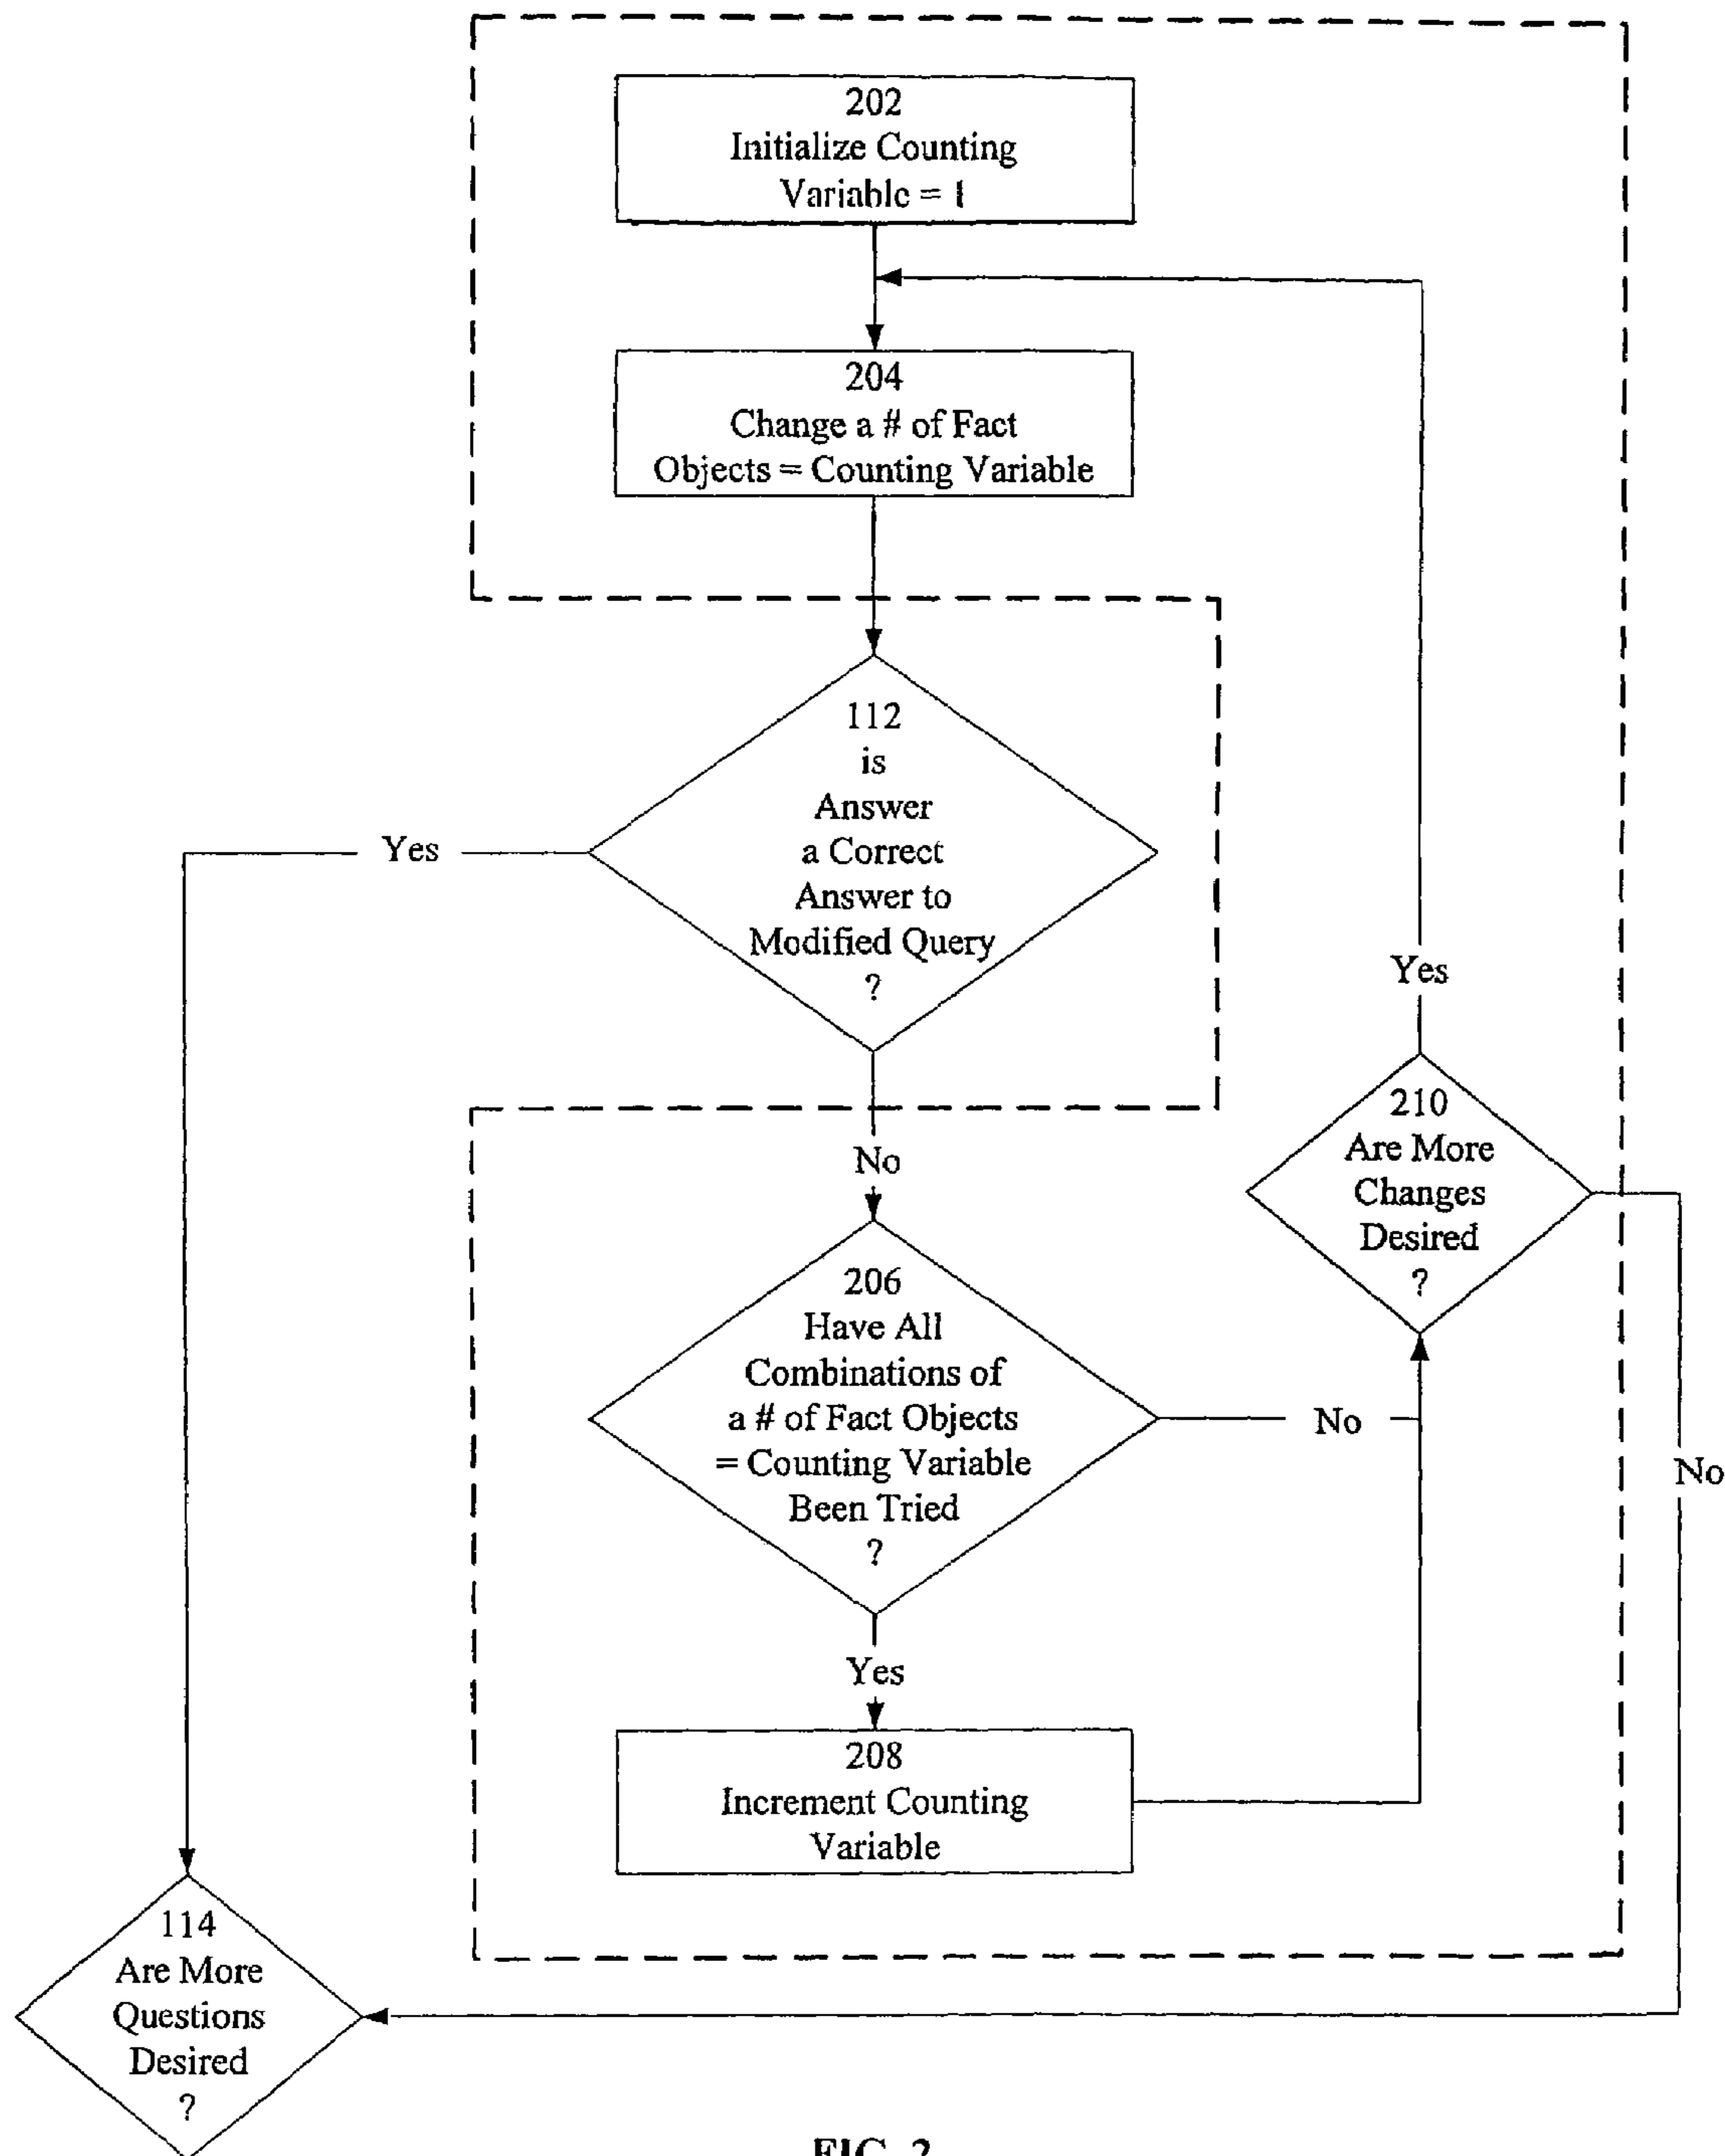 202
Initialize Counting
Variable = 1
204
Change a # of Fact
Objects = Counting Variable
112
is
Answer
a Correct
Answer to
Modified Query
?
Yes
No
Yes
210
Are More
Changes
Desired
?
No
206
Have All
Combinations of
a # of Fact Objects
= Counting Variable
Been Tried
?
No
Yes
208
Increment Counting
Variable
114
Are More
Questions
Desired
?
FIG. 2